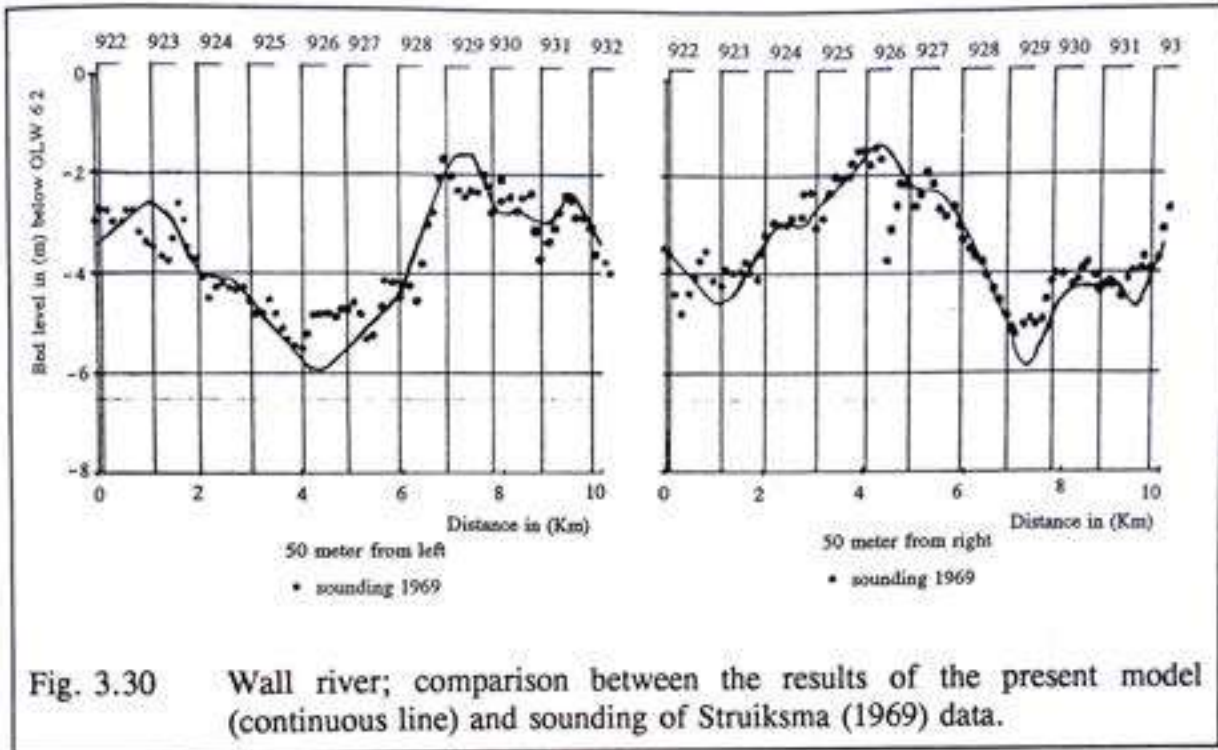 922 923 924 925 926 927 928 929 930 931 932
922 923 924 925 926 927 928 929 930 931 93
Bed level in (m) below OLW 6 2
0
-2
-4
-6
-8
0 2 4 6 8 10
Distance in (Km)
50 meter from left
• sounding 1969
0 2 4 6 8 10
Distance in (Km)
50 meter from right
• sounding 1969
Fig. 3.30 Wall river; comparison between the results of the present model
(continuous line) and sounding of Struiksma (1969) data.